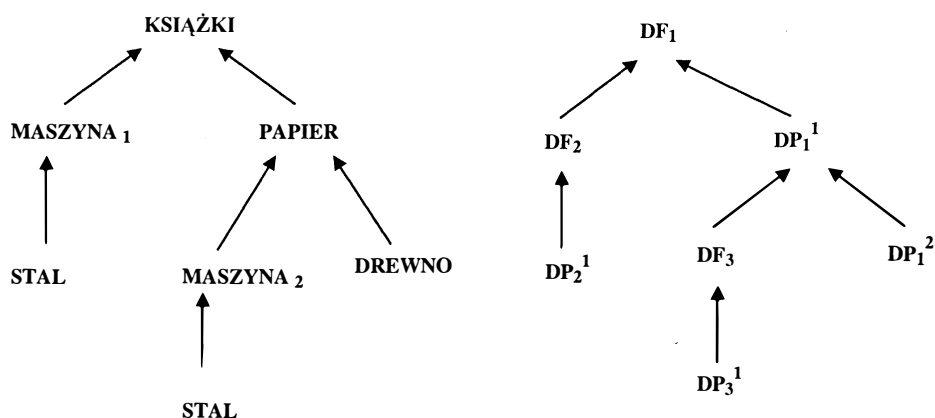 KSIĄŻKI
MASZYNA 1 PAPIER
STAL MASZYNA 2 DREWNO
STAL
DF1
DF2 DP1^1
DP2^1 DF3 DP1^2
DP3^1